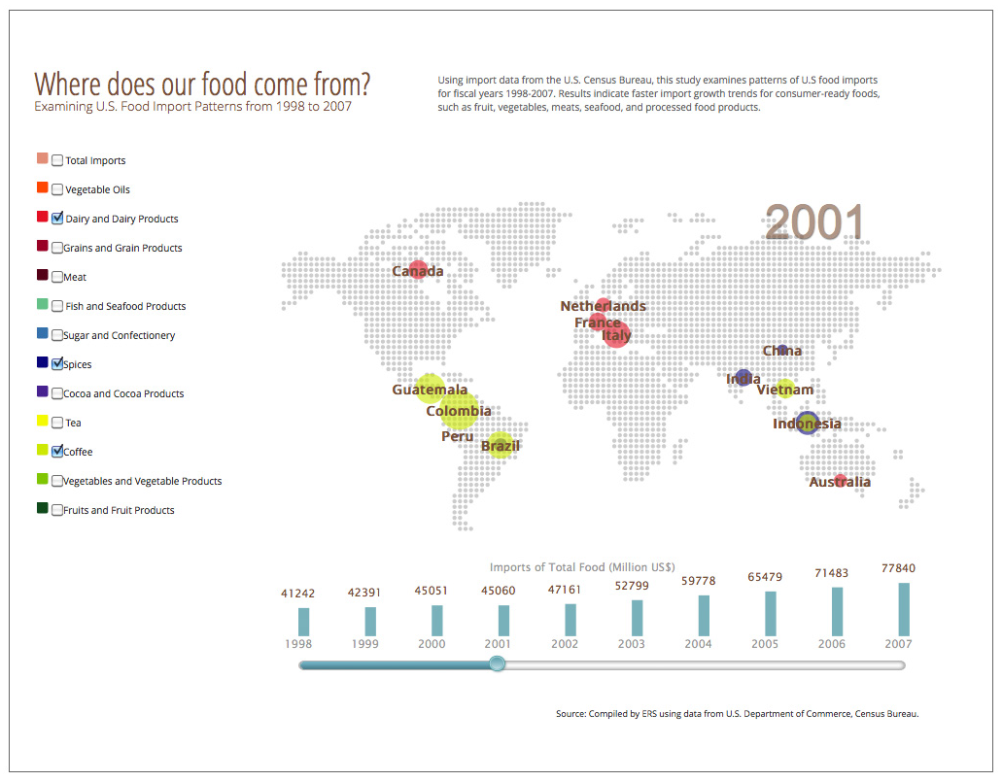 Where does our food come from?
Examining U.S. Food Import Patterns from 1998 to 2007
Using import data from the U.S. Census Bureau, this study examines patterns of U.S food imports
for fiscal years 1998-2007. Results indicate faster import growth trends for consumer-ready foods,
such as fruit, vegetables, meats, seafood, and processed food products.
Total Imports
Vegetable Oils
Dairy and Dairy Products
Grains and Grain Products
Meat
Fish and Seafood Products
Sugar and Confectionery
Spices
Cocoa and Cocoa Products
Tea
Coffee
Vegetables and Vegetable Products
Fruits and Fruit Products
2001
Canada
Netherlands
France
Italy
China
India
Vietnam
Guatemala
Colombia
Indonesia
Peru
Brazil
Australia
Imports of Total Food (Million US$)
41242 42391 45051 45060 47161 52799 59778 65479 71483 77840
1998 1999 2000 2001 2002 2003 2004 2005 2006 2007
Source: Compiled by ERS using data from U.S. Department of Commerce, Census Bureau.